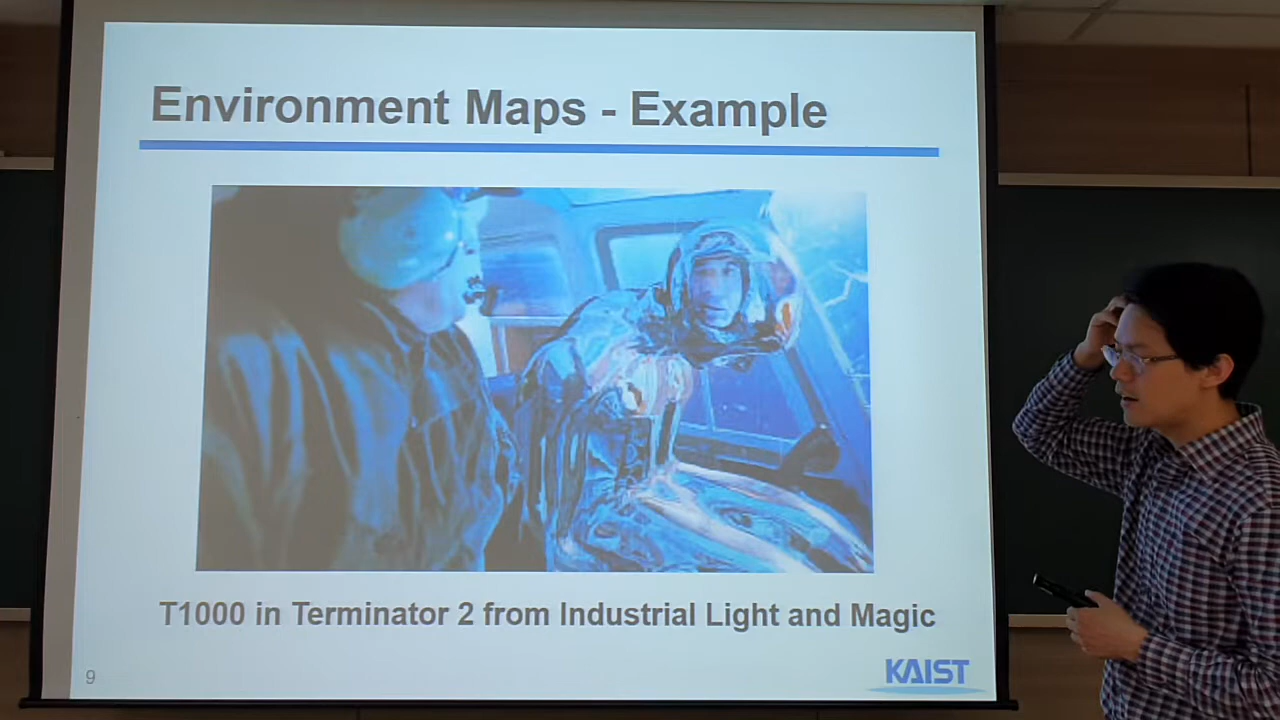 Environment Maps - Example
T1000 in Terminator 2 from Industrial Light and Magic
9
KAIST